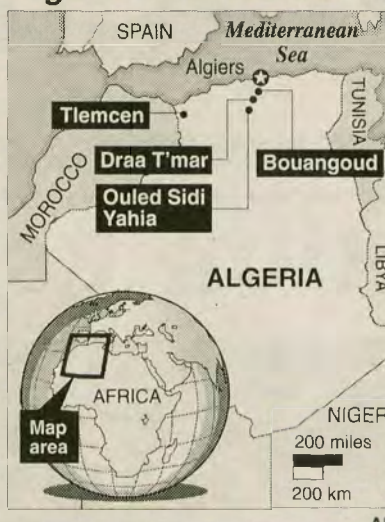 SPAIN
Mediterranean
Sea
Algiers
TUNISIA
Tlemcen
Draa T'mar
Bouangoud
Ouled Sidi
Yahia
MOROCCO
LIBYA
ALGERIA
AFRICA
Map
area
NIGER
200 miles
200 km